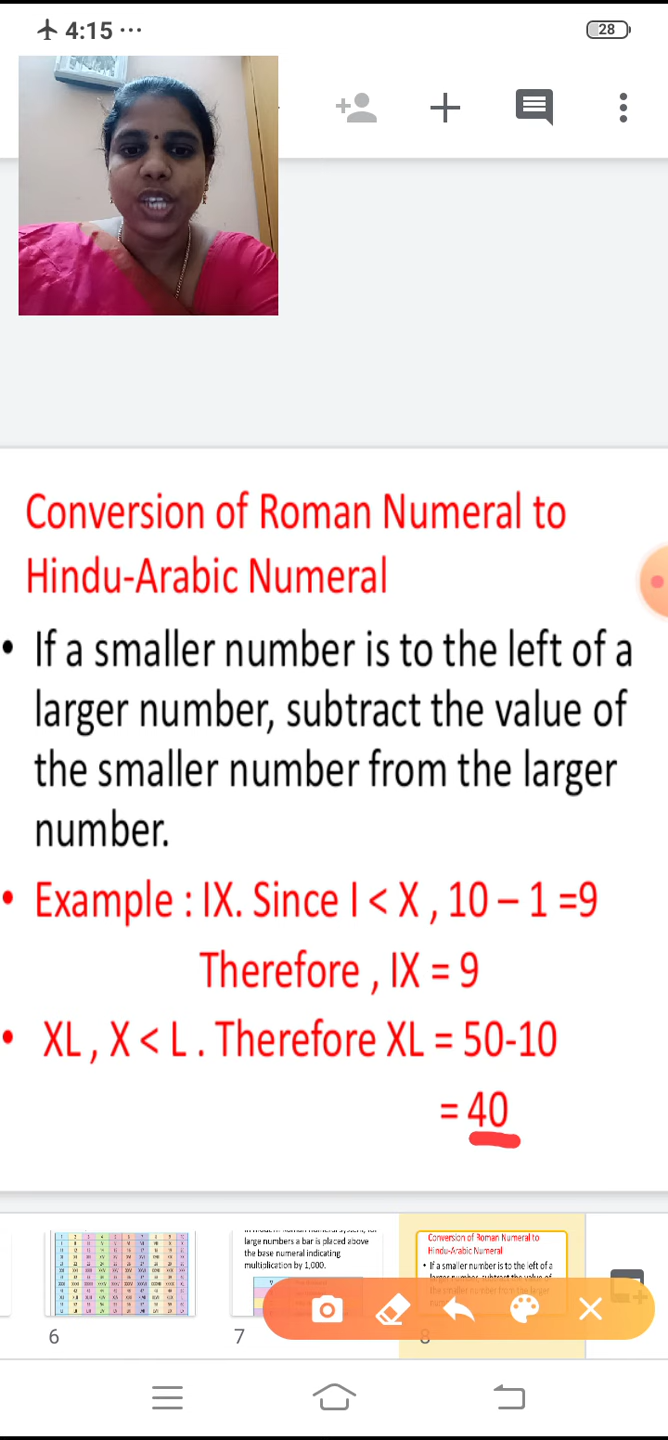 4:15 ...
28
Conversion of Roman Numeral to
Hindu-Arabic Numeral
• If a smaller number is to the left of a
larger number, subtract the value of
the smaller number from the larger
number.
• Example : IX. Since I < X , 10 – 1 =9
Therefore , IX = 9
• XL , X < L . Therefore XL = 50-10
= 40
large numbers a bar is placed above
the base numeral indicating
multiplication by 1,000.
Conversion of Roman Numeral to
Hindu-Arabic Numeral
• If a smaller number is to the left of a
6
7
8